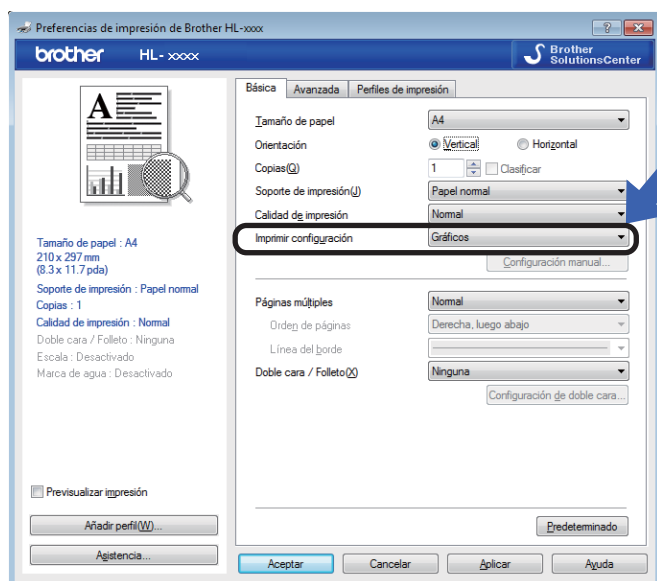 Preferencias de impresión de Brother HL-xxxx
brother HL- xxxx
Brother
SolutionsCenter
Básica Avanzada Perfiles de impresión
A
Tamaño de papel A4
Orientación Vertical Horizontal
Copias(Q) 1 Clasificar
Soporte de impresión(J) Papel normal
Calidad de impresión Normal
Imprimir configuración Gráficos
Configuración manual...
Tamaño de papel : A4
210 x 297 mm
(8.3 x 11.7 pda)
Soporte de impresión : Papel normal
Copias : 1
Calidad de impresión : Normal
Doble cara / Folleto : Ninguna
Escala : Desactivado
Marca de agua : Desactivado
Páginas múltiples Normal
Orden de páginas Derecha, luego abajo
Línea del borde
Doble cara / Folleto(X) Ninguna
Configuración de doble cara...
Previsualizar impresión
Añadir perfil(W)...
Asistencia...
Predeterminado
Aceptar Cancelar Aplicar Ayuda